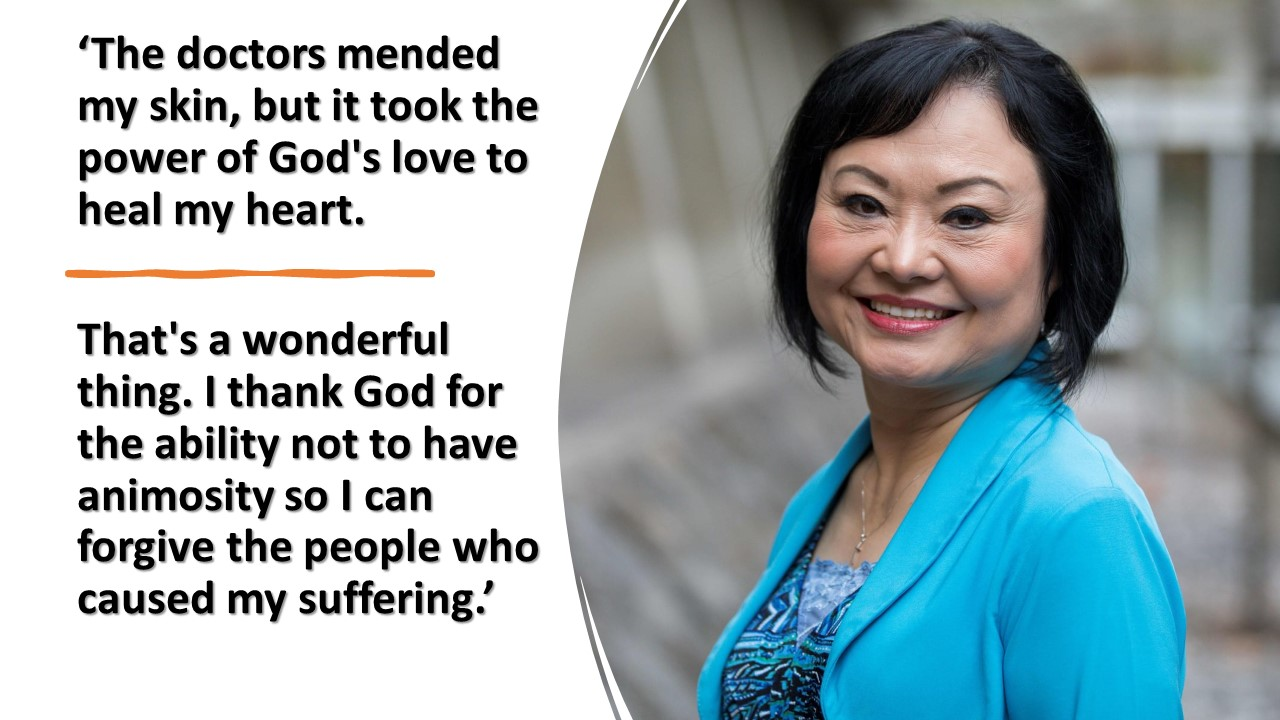 ‘The doctors mended
my skin, but it took the
power of God's love to
heal my heart.
That's a wonderful
thing. I thank God for
the ability not to have
animosity so I can
forgive the people who
caused my suffering.’